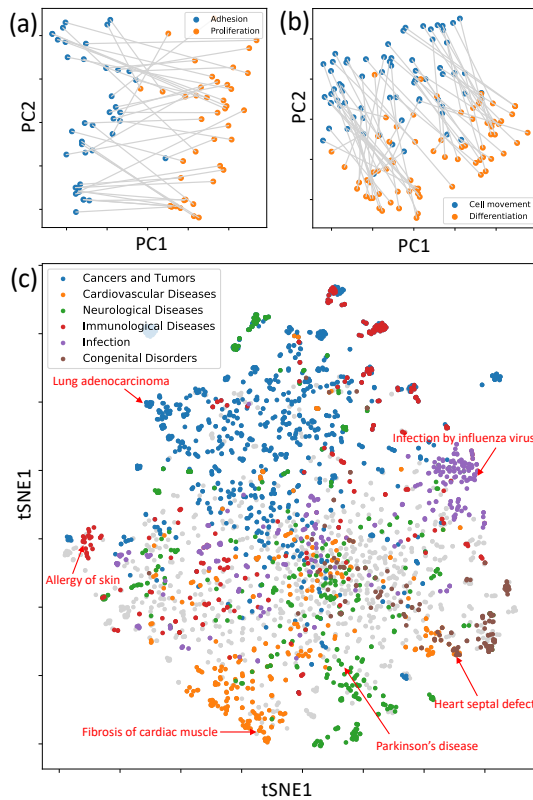 (a)
Adhesion
Proliferation
PC2
PC1
(b)
Cell movement
Differentiation
PC2
PC1
(c)
Cancers and Tumors
Cardiovascular Diseases
Neurological Diseases
Immunological Diseases
Infection
Congenital Disorders
Lung adenocarcinoma
Infection by influenza virus
Allergy of skin
Heart septal defect
Fibrosis of cardiac muscle
Parkinson's disease
tSNE1
tSNE1